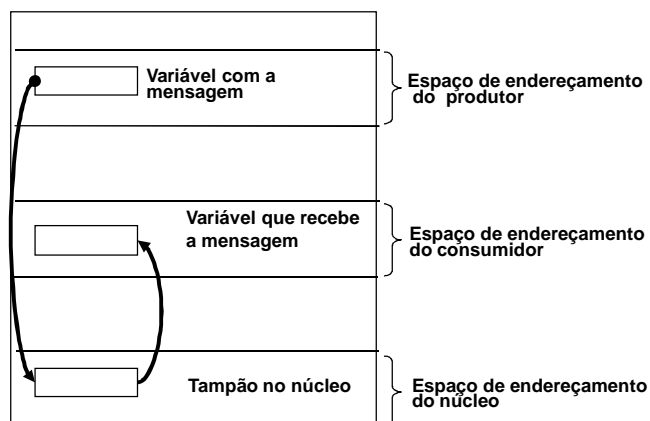 Variável com a
mensagem
Espaço de endereçamento
do produtor
Variável que recebe
a mensagem
Espaço de endereçamento
do consumidor
Tampão no núcleo
Espaço de endereçamento
do núcleo